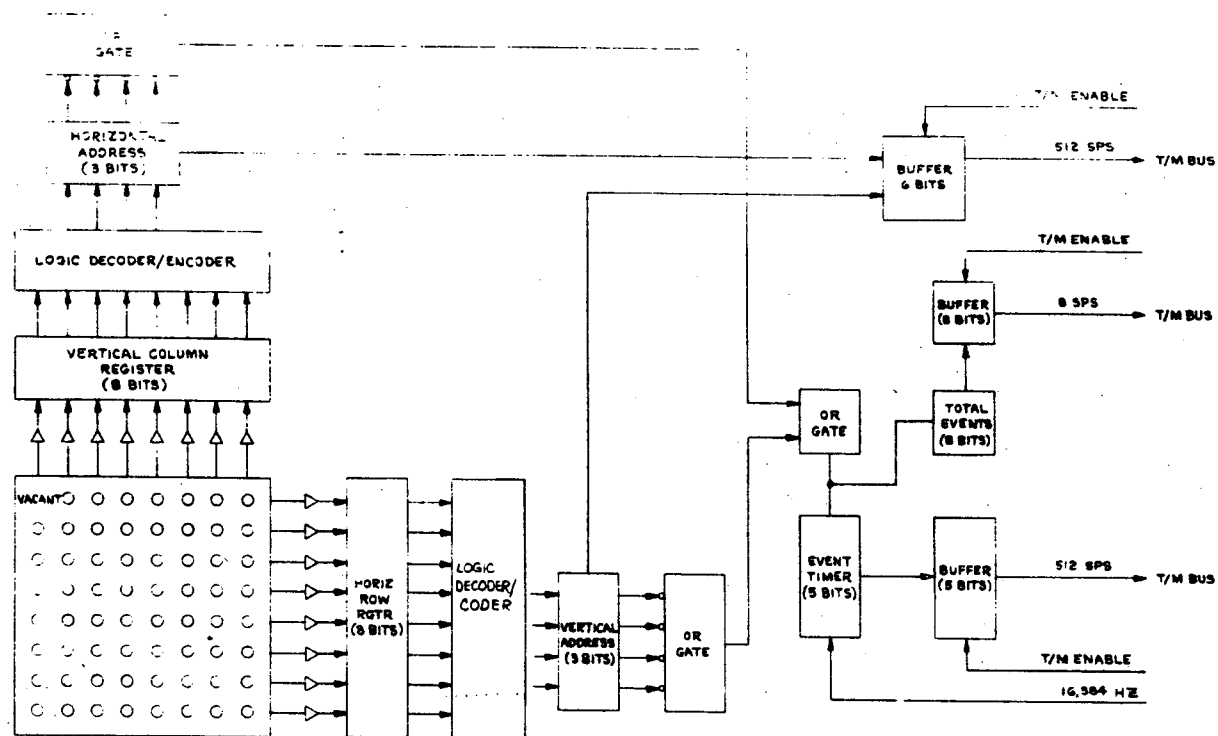 GATE
T/M ENABLE
HORIZONTAL
ADDRESS
(3 BITS)
BUFFER
6 BITS
512 SPS
T/M BUS
LOGIC DECODER/ENCODER
T/M ENABLE
BUFFER
(8 BITS)
8 SPS
T/M BUS
VERTICAL COLUMN
REGISTER
(8 BITS)
OR
GATE
TOTAL
EVENTS
(8 BITS)
VACANT
HORIZ
ROW
RGTR
(8 BITS)
LOGIC
DECODER/
CODER
VERTICAL
ADDRESS
(3 BITS)
OR
GATE
EVENT
TIMER
(5 BITS)
BUFFER
(5 BITS)
512 SPS
T/M BUS
T/M ENABLE
16,384 HZ